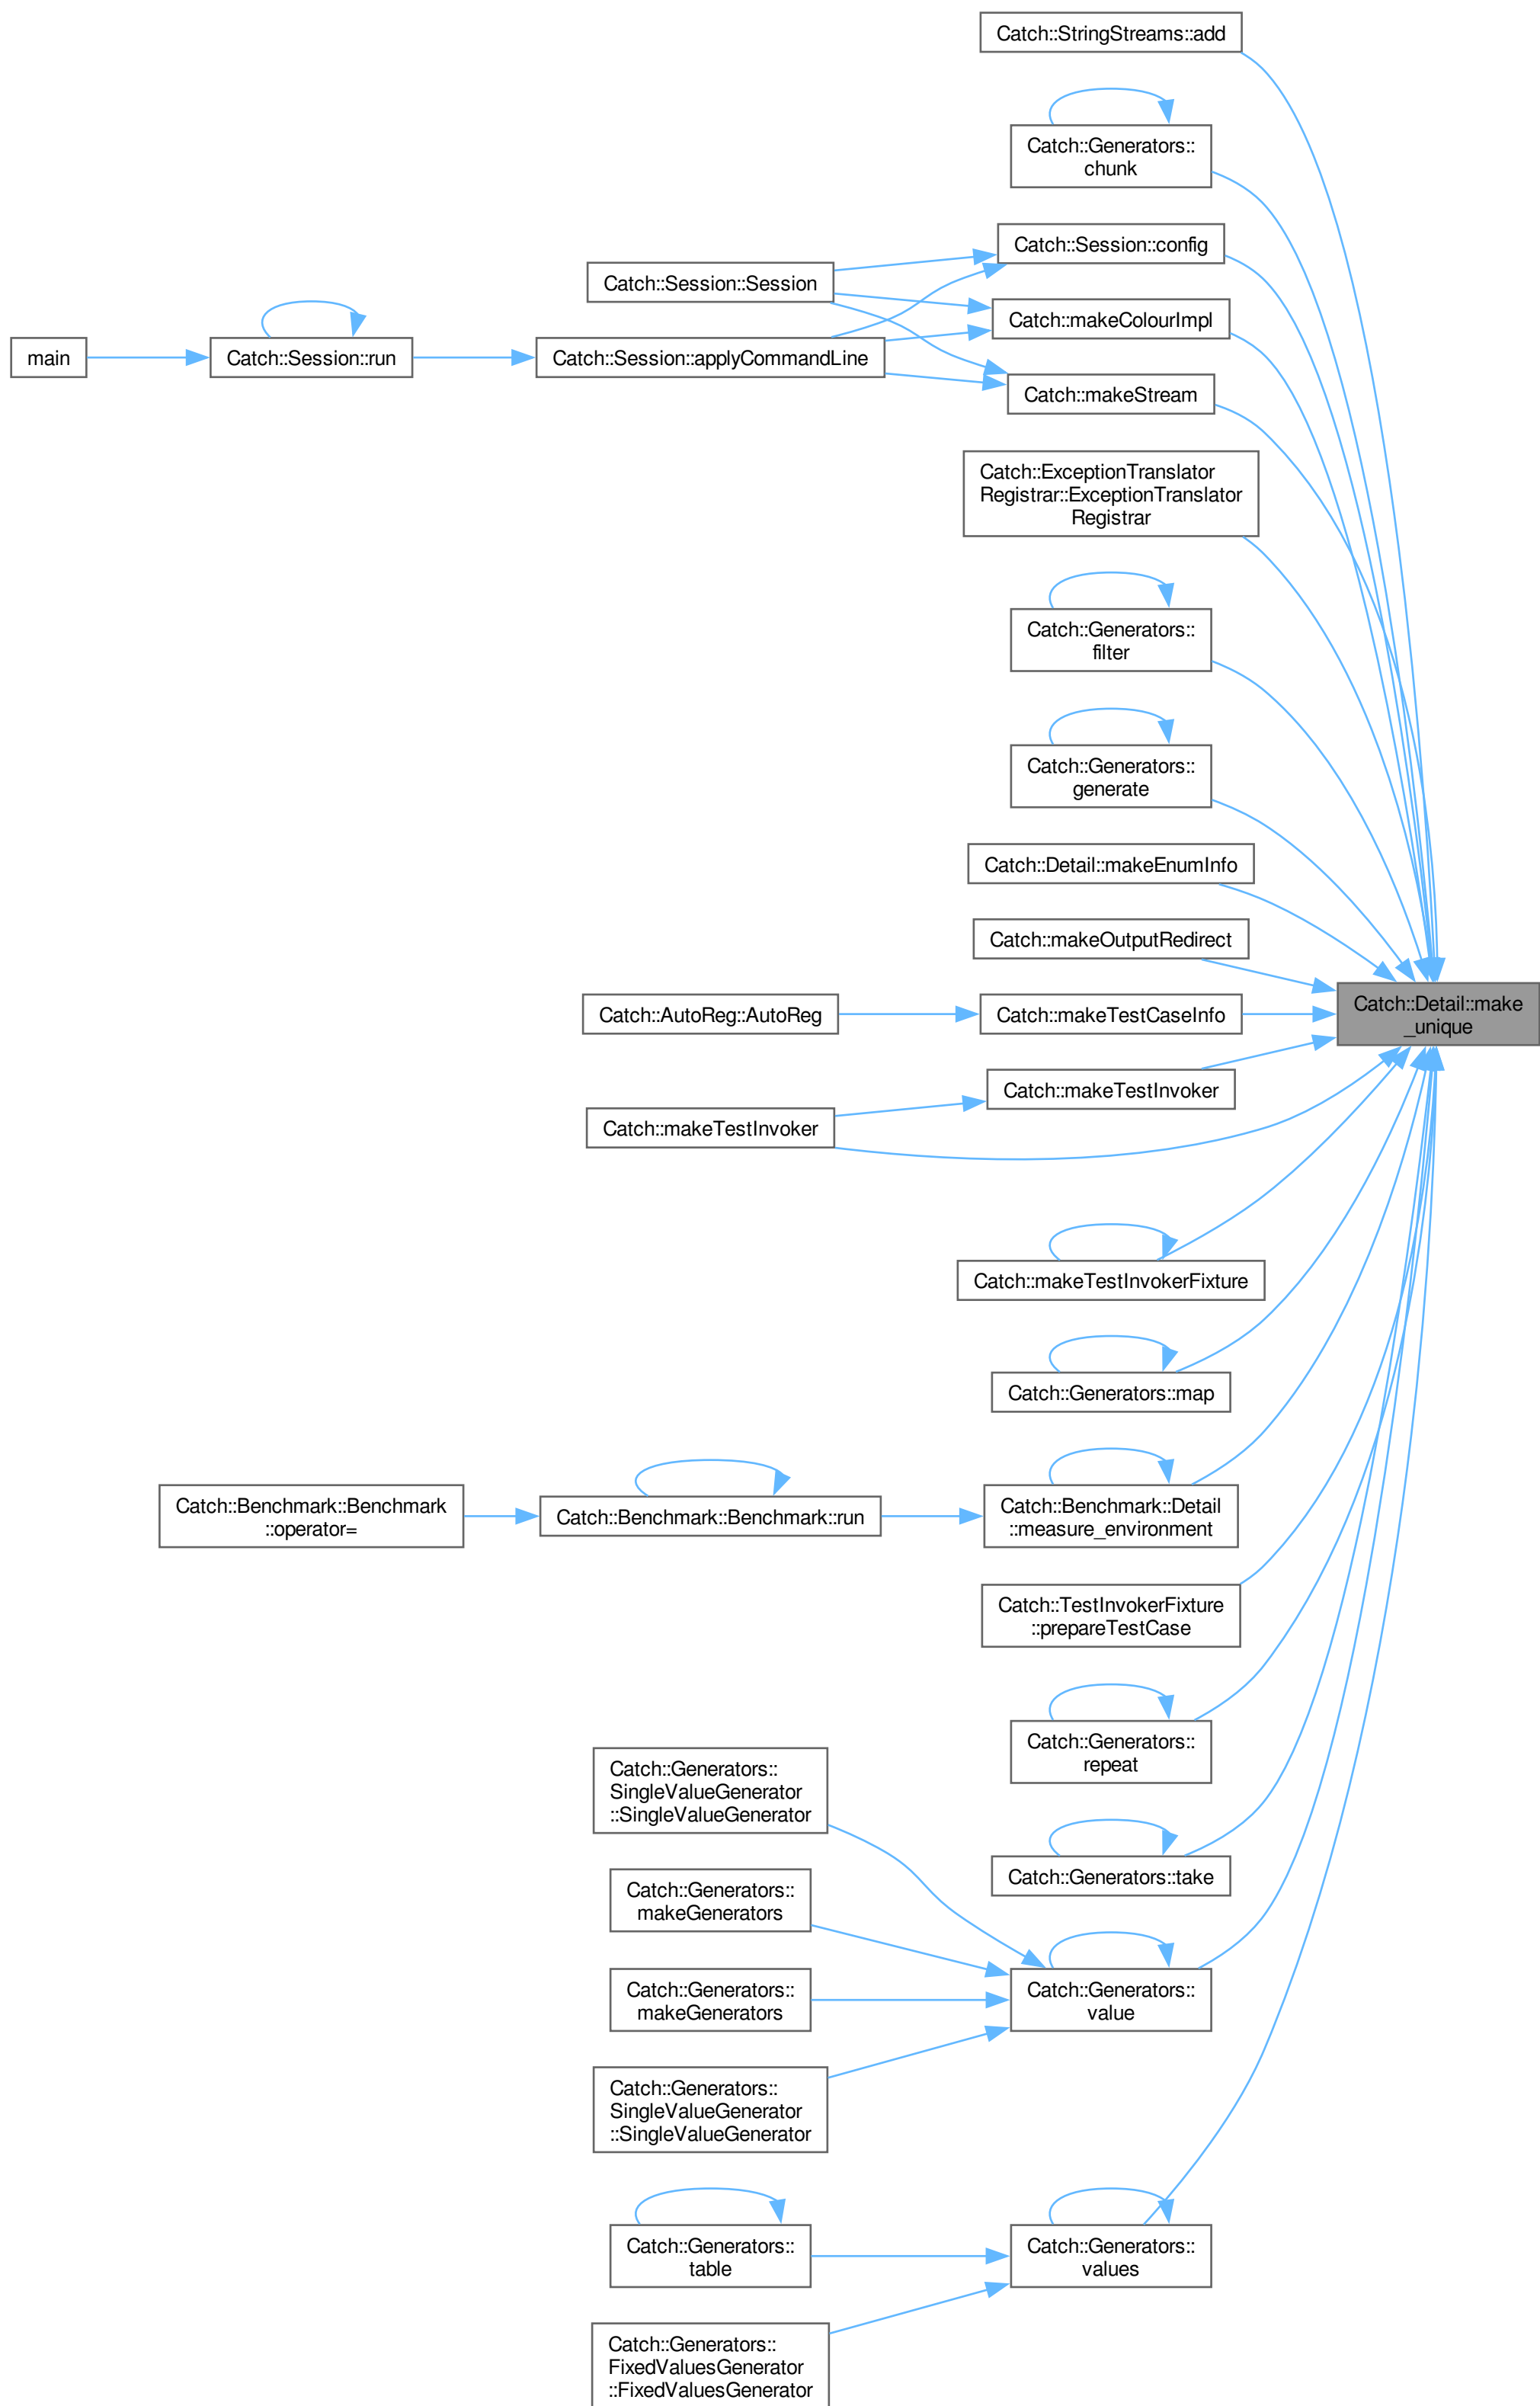 Catch::StringStreams::add
Catch::Generators::
chunk
Catch::Session::config
Catch::Session::Session
Catch::makeColourImpl
main
Catch::Session::run
Catch::Session::applyCommandLine
Catch::makeStream
Catch::ExceptionTranslator
Registrar::ExceptionTranslator
Registrar
Catch::Generators::
filter
Catch::Generators::
generate
Catch::Detail::makeEnumInfo
Catch::makeOutputRedirect
Catch::Detail::make
_unique
Catch::AutoReg::AutoReg
Catch::makeTestCaseInfo
Catch::makeTestInvoker
Catch::makeTestInvoker
Catch::makeTestInvokerFixture
Catch::Generators::map
Catch::Benchmark::Benchmark
::operator=
Catch::Benchmark::Benchmark::run
Catch::Benchmark::Detail
::measure_environment
Catch::TestInvokerFixture
::prepareTestCase
Catch::Generators::
repeat
Catch::Generators::
SingleValueGenerator
::SingleValueGenerator
Catch::Generators::take
Catch::Generators::
makeGenerators
Catch::Generators::
makeGenerators
Catch::Generators::
value
Catch::Generators::
SingleValueGenerator
::SingleValueGenerator
Catch::Generators::
table
Catch::Generators::
values
Catch::Generators::
FixedValuesGenerator
::FixedValuesGenerator